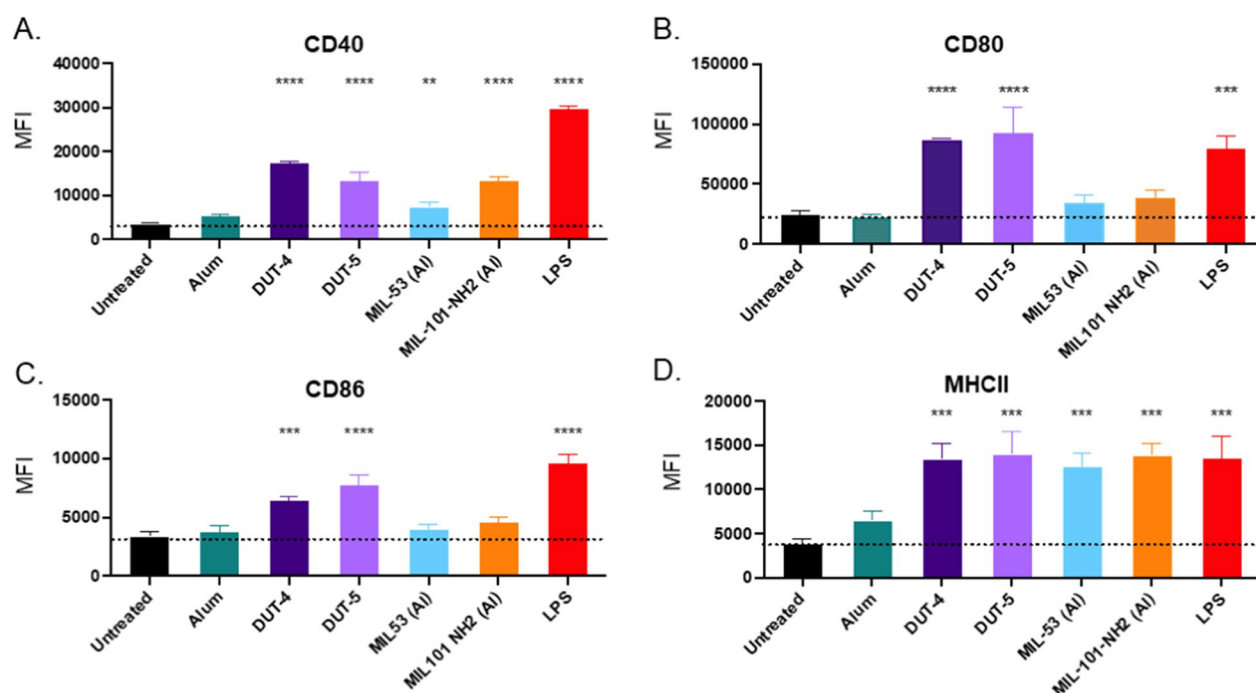 A.
CD40
40000
30000
20000
10000
0
MFI
**** **** ** **** ****
Untreated
Alum
DUT-4
DUT-5
MIL-53 (Al)
MIL-101-NH2 (Al)
LPS
B.
CD80
150000
100000
50000
0
MFI
**** **** ***
Untreated
Alum
DUT-4
DUT-5
MIL53 (Al)
MIL101 NH2 (Al)
LPS
C.
CD86
15000
10000
5000
0
MFI
*** **** ****
Untreated
Alum
DUT-4
DUT-5
MIL53 (Al)
MIL101 NH2 (Al)
LPS
D.
MHCII
20000
15000
10000
5000
0
MFI
*** *** *** *** ***
Untreated
Alum
DUT-4
DUT-5
MIL-53 (Al)
MIL-101-NH2 (Al)
LPS